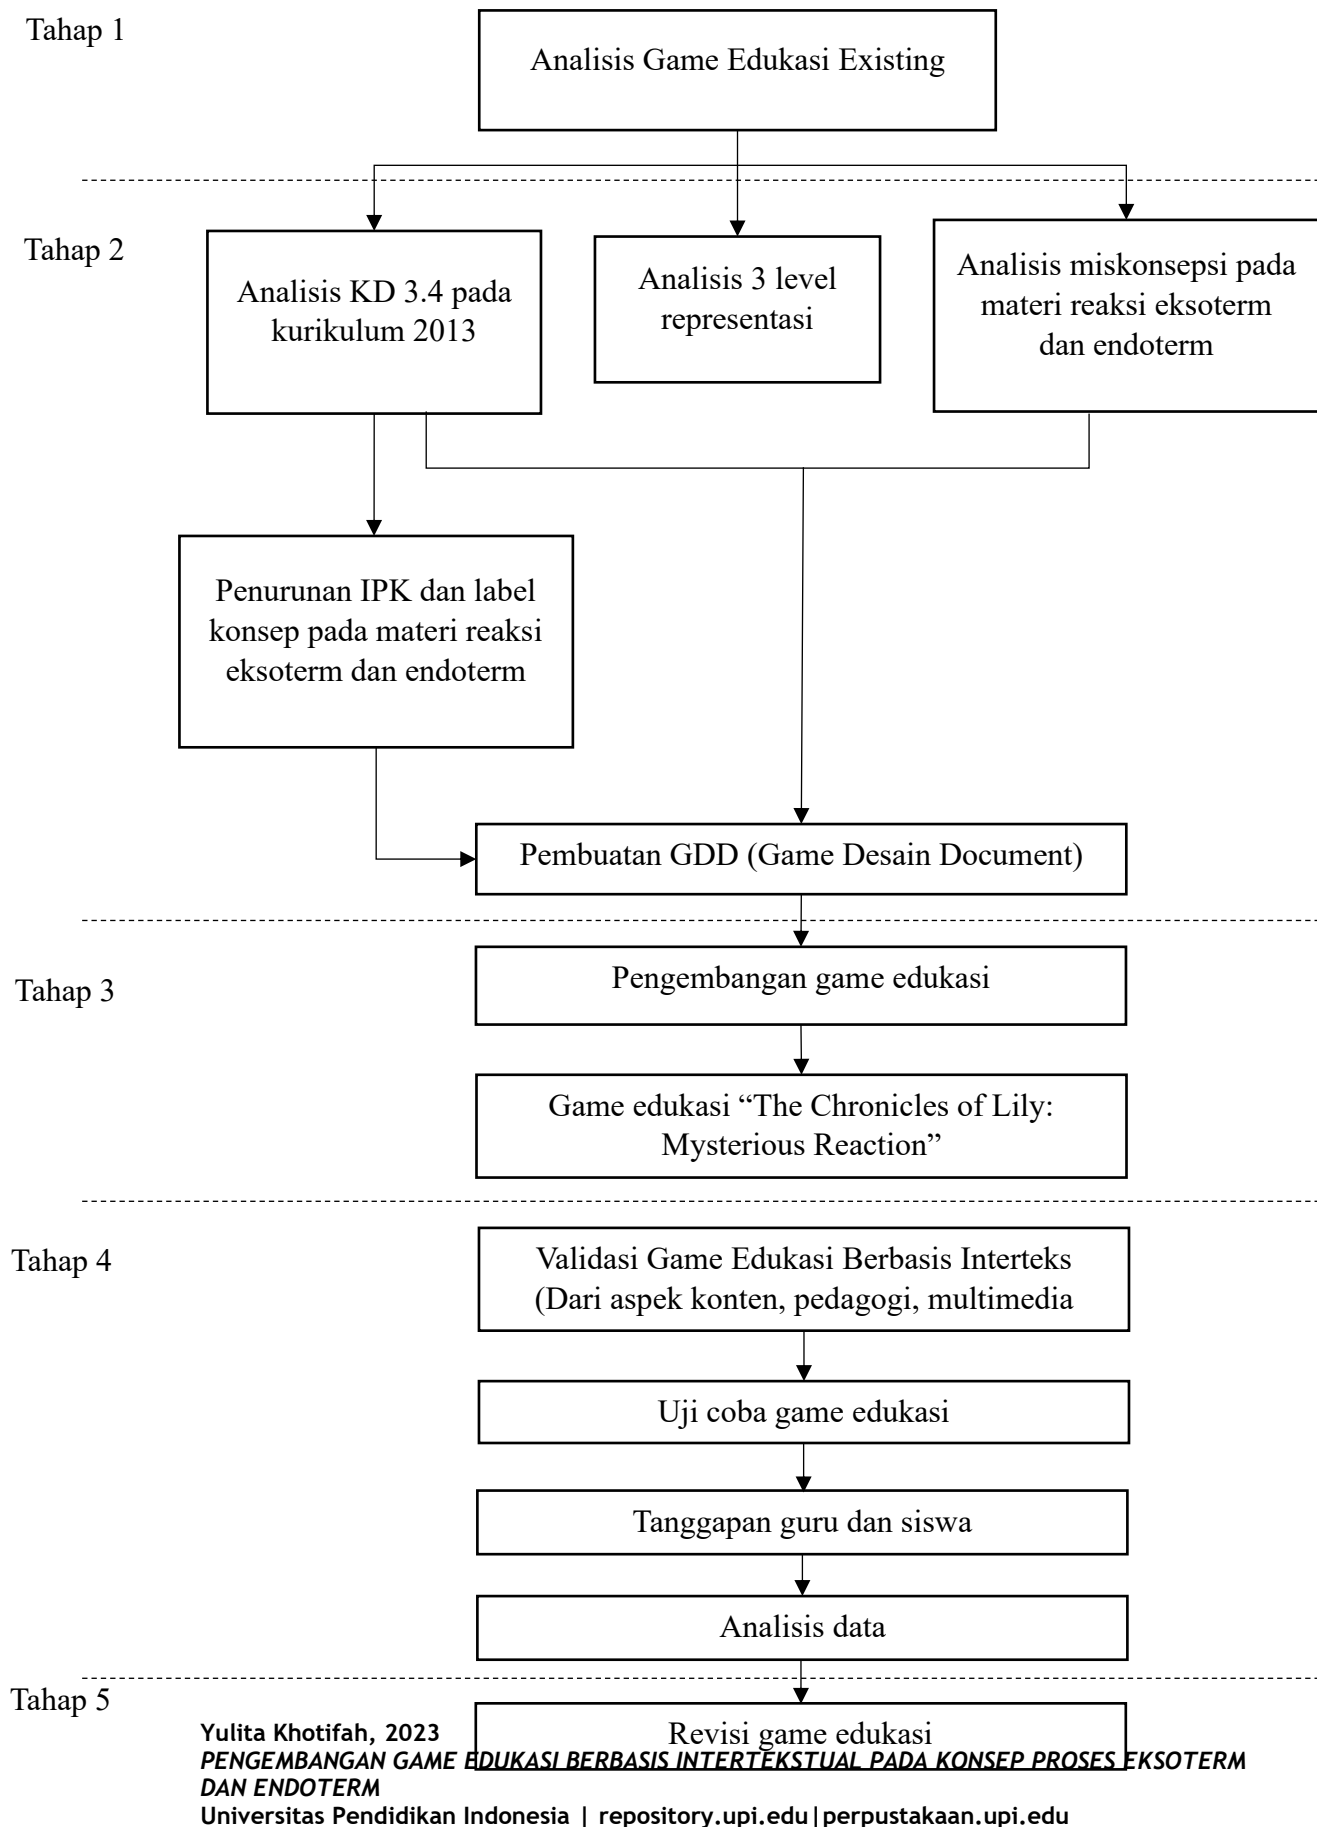 Tahap 1
Analisis Game Edukasi Existing
Tahap 2
Analisis KD 3.4 pada
kurikulum 2013
Analisis 3 level
representasi
Analisis miskonsepsi pada
materi reaksi eksoterm
dan endoterm
Penurunan IPK dan label
konsep pada materi reaksi
eksoterm dan endoterm
Pembuatan GDD (Game Desain Document)
Tahap 3
Pengembangan game edukasi
Game edukasi “The Chronicles of Lily:
Mysterious Reaction”
Tahap 4
Validasi Game Edukasi Berbasis Interteks
(Dari aspek konten, pedagogi, multimedia
Uji coba game edukasi
Tanggapan guru dan siswa
Analisis data
Tahap 5
Revisi game edukasi
Yulita Khotifah, 2023
PENGEMBANGAN GAME EDUKASI BERBASIS INTERTEKSTUAL PADA KONSEP PROSES EKSOTERM
DAN ENDOTERM
Universitas Pendidikan Indonesia | repository.upi.edu|perpustakaan.upi.edu